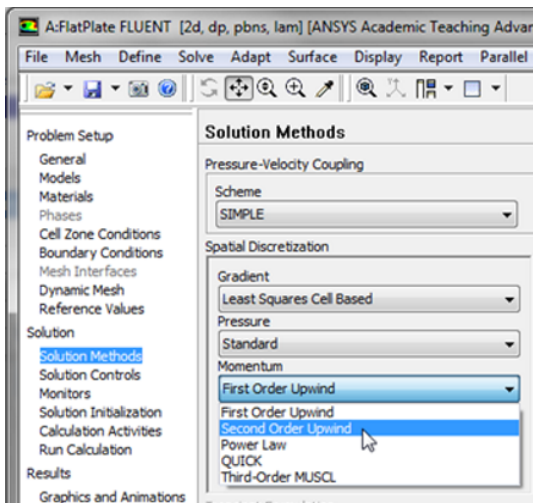 A:FlatPlate FLUENT [2d, dp, pbns, lam] [ANSYS Academic Teaching Advan
File Mesh Define Solve Adapt Surface Display Report Parallel
Problem Setup
General
Models
Materials
Phases
Cell Zone Conditions
Boundary Conditions
Mesh Interfaces
Dynamic Mesh
Reference Values
Solution
Solution Methods
Solution Controls
Monitors
Solution Initialization
Calculation Activities
Run Calculation
Results
Graphics and Animations
Solution Methods
Pressure-Velocity Coupling
Scheme
SIMPLE
Spatial Discretization
Gradient
Least Squares Cell Based
Pressure
Standard
Momentum
First Order Upwind
First Order Upwind
Second Order Upwind
Power Law
QUICK
Third-Order MUSCL